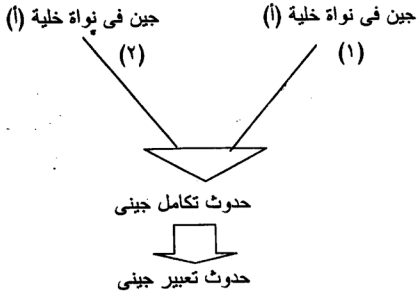 جين فى نواة خلية (أ)
جين فى نواة خلية (أ)
(١)
(٢)
حدوث تكامل جينى
حدوث تعبير جينى